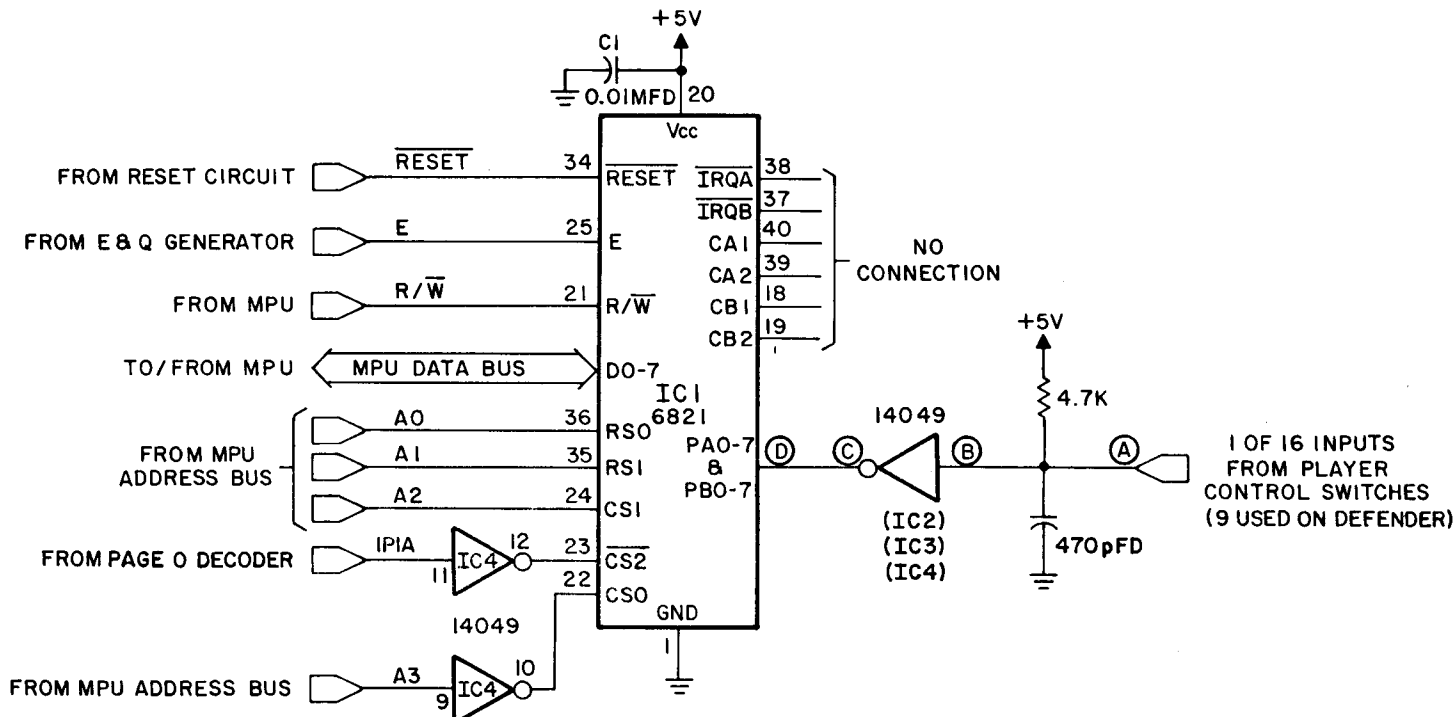 +5V
C1
0.01MFD
20
Vcc
FROM RESET CIRCUIT
RESET
34
RESET
IRQA
38
IRQB
37
FROM E & Q GENERATOR
E
25
E
CA1
40
CA2
39
NO
CONNECTION
FROM MPU
R/W
21
R/W
CB1
18
CB2
19
TO/FROM MPU
MPU DATA BUS
D0-7
IC1
6821
+5V
4.7K
FROM MPU
ADDRESS BUS
A0
36
RS0
A1
35
RS1
A2
24
CS1
PA0-7
&
PB0-7
D
C
14049
B
A
(IC2)
(IC3)
(IC4)
470pFD
1 OF 16 INPUTS
FROM PLAYER
CONTROL SWITCHES
(9 USED ON DEFENDER)
FROM PAGE 0 DECODER
IPIA
11
IC4
12
23
CS2
22
CS0
14049
GND
1
FROM MPU ADDRESS BUS
A3
9
IC4
10